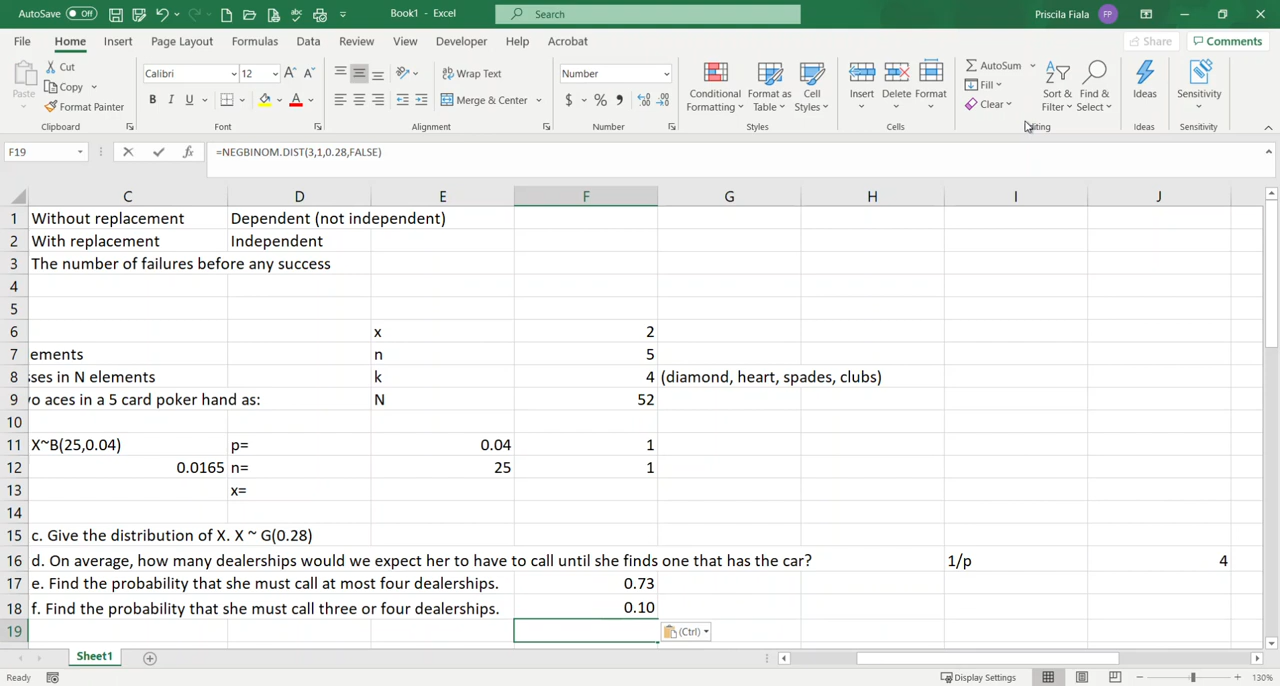 AutoSave Off Book1 - Excel Search Priscila Fiala PF
File Home Insert Draw Page Layout Formulas Data Review View Developer Help Acrobat Share Comments
Cut
Copy
Format Painter
Paste
Calibri 12
B I U
Wrap Text
Merge & Center
Number
$ % 9
Conditional Formatting
Format as Table
Cell Styles
Insert Delete Format
AutoSum
Fill
Clear
Sort & Filter
Find & Select
Ideas
Sensitivity
Clipboard Font Alignment Number Styles Cells Editing Ideas Sensitivity
F19 fx =NEGBINOM.DIST(3,1,0.28,FALSE)
C D E F G H I J
1 Without replacement Dependent (not independent)
2 With replacement Independent
3 The number of failures before any success
4
5
6 x 2
7 ements n 5
8 sses in N elements k 4 (diamond, heart, spades, clubs)
9 vo aces in a 5 card poker hand as: N 52
10
11 X~B(25,0.04) p= 0.04 1
12 0.0165 n= 25 1
13 x=
14
15 c. Give the distribution of X. X ~ G(0.28)
16 d. On average, how many dealerships would we expect her to have to call until she finds one that has the car? 1/p 4
17 e. Find the probability that she must call at most four dealerships. 0.73
18 f. Find the probability that she must call three or four dealerships. 0.10
19 (Ctrl)
Sheet1
Ready Display Settings 130%